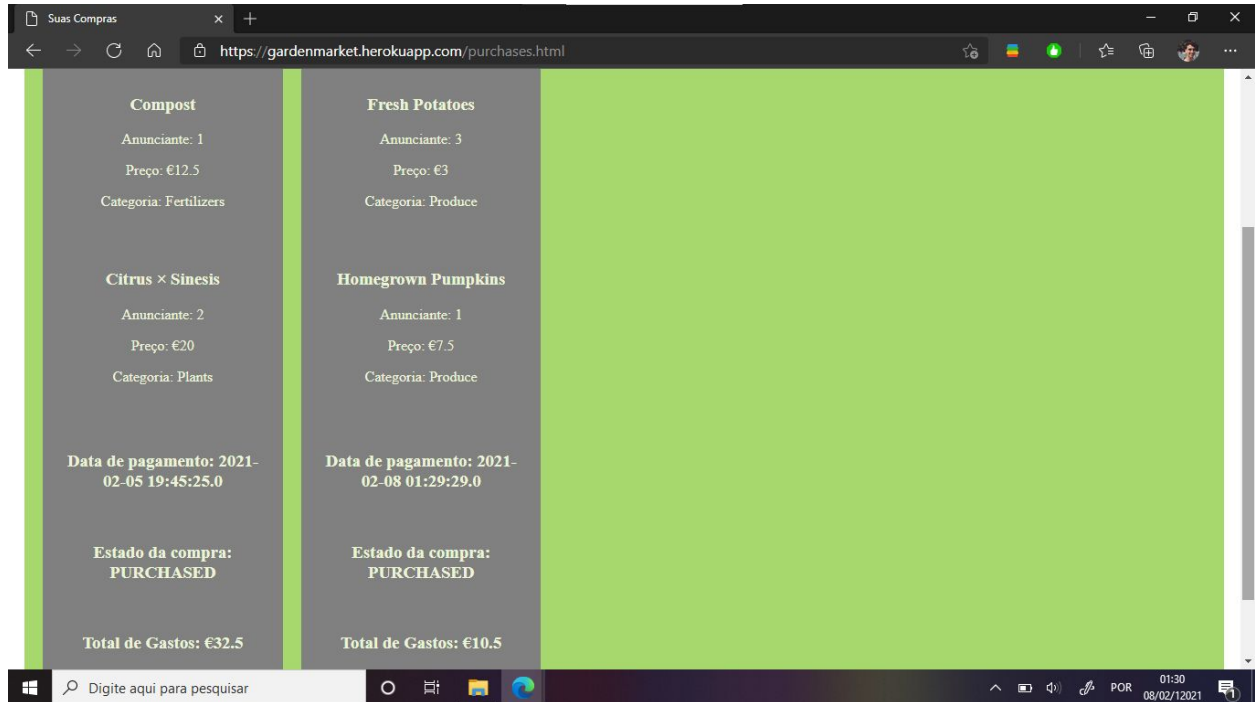 Suas Compras
https://gardenmarket.herokuapp.com/purchases.html
Compost
Anunciante: 1
Preço: €12.5
Categoria: Fertilizers
Citrus × Sinesis
Anunciante: 2
Preço: €20
Categoria: Plants
Data de pagamento: 2021-
02-05 19:45:25.0
Estado da compra:
PURCHASED
Total de Gastos: €32.5
Fresh Potatoes
Anunciante: 3
Preço: €3
Categoria: Produce
Homegrown Pumpkins
Anunciante: 1
Preço: €7.5
Categoria: Produce
Data de pagamento: 2021-
02-08 01:29:29.0
Estado da compra:
PURCHASED
Total de Gastos: €10.5
Digite aqui para pesquisar
POR
01:30
08/02/12021
1